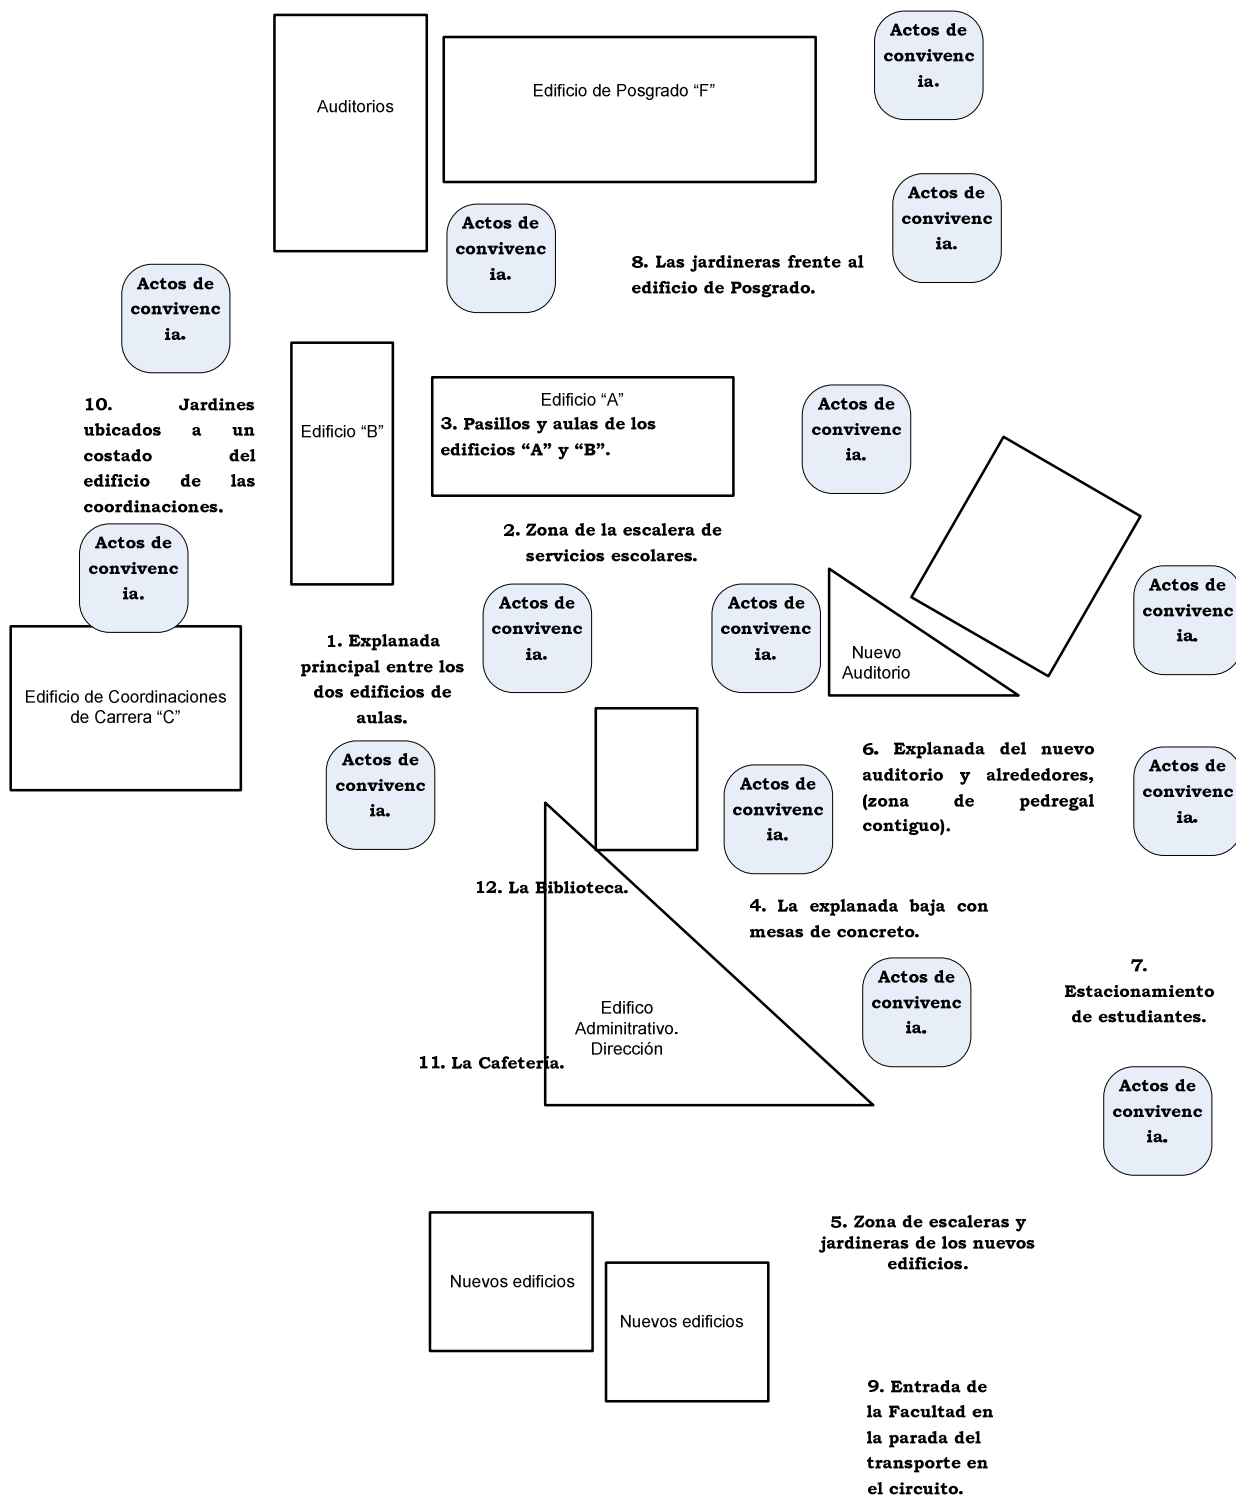 Actos de
convivenc
ia.
Auditorios
Edificio de Posgrado “F”
Actos de
convivenc
ia.
Actos de
convivenc
ia.
8. Las jardineras frente al
edificio de Posgrado.
Actos de
convivenc
ia.
10. Jardines
ubicados a un
costado del
edificio de las
coordinaciones.
Edificio “B”
Edificio “A”
3. Pasillos y aulas de los
edificios “A” y “B”.
Actos de
convivenc
ia.
2. Zona de la escalera de
servicios escolares.
Actos de
convivenc
ia.
Actos de
convivenc
ia.
Actos de
convivenc
ia.
Actos de
convivenc
ia.
Edificio de Coordinaciones
de Carrera “C”
1. Explanada
principal entre los
dos edificios de
aulas.
Nuevo
Auditorio
Actos de
convivenc
ia.
6. Explanada del nuevo
auditorio y alrededores,
(zona de pedregal
contiguo).
Actos de
convivenc
ia.
Actos de
convivenc
ia.
12. La Biblioteca.
4. La explanada baja con
mesas de concreto.
Actos de
convivenc
ia.
7.
Estacionamiento
de estudiantes.
Edifico
Adminitrativo.
Dirección
11. La Cafetería.
Actos de
convivenc
ia.
5. Zona de escaleras y
jardineras de los nuevos
edificios.
Nuevos edificios
Nuevos edificios
9. Entrada de
la Facultad en
la parada del
transporte en
el circuito.